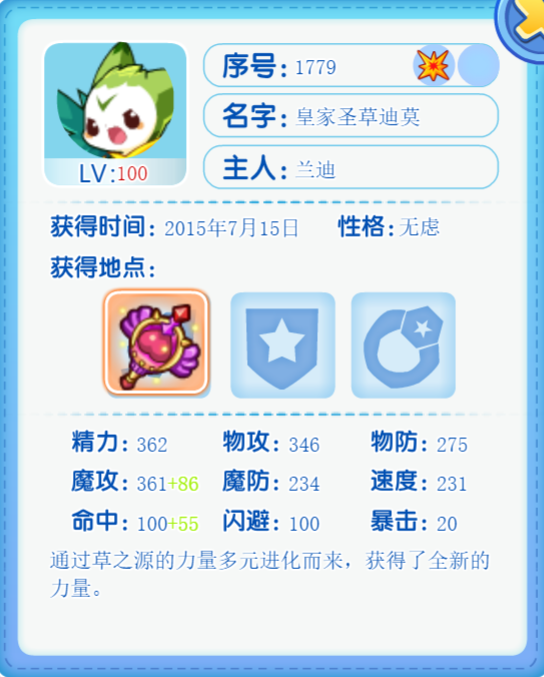 LV:100
序号：1779
名字：皇家圣草迪莫
主人：兰迪
获得时间：2015年7月15日 性格：无虑
获得地点：
精力：362 物攻：346 物防：275
魔攻：361+86 魔防：234 速度：231
命中：100+55 闪避：100 暴击：20
通过草之源的力量多元进化而来，获得了全新的
力量。